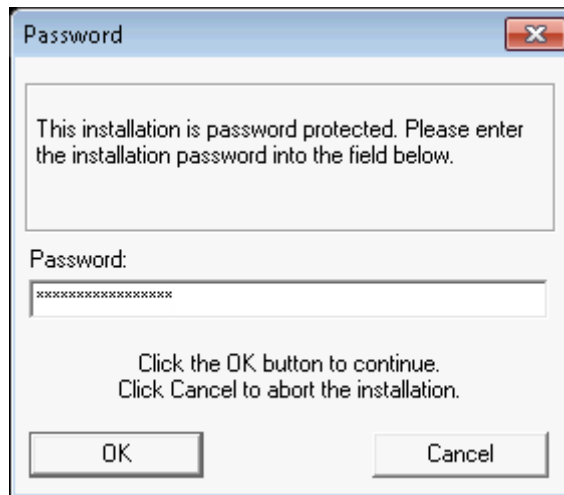 Password
This installation is password protected. Please enter
the installation password into the field below.
Password:
*****************
Click the OK button to continue.
Click Cancel to abort the installation.
OK
Cancel